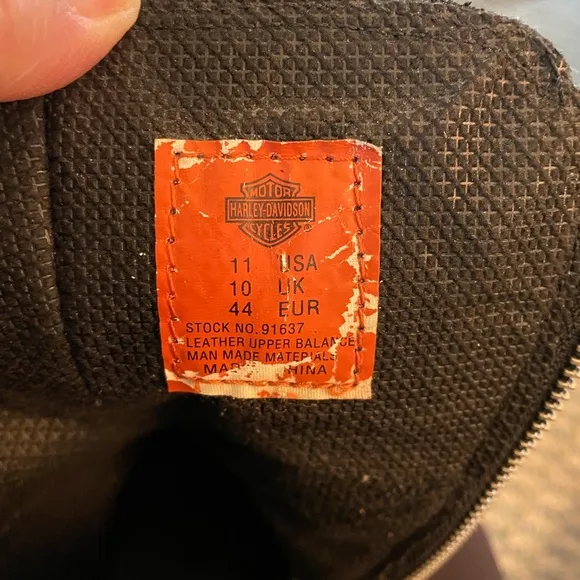 MOTOR
HARLEY-DAVIDSON
CYCLES
11 USA
10 UK
44 EUR
STOCK NO. 91637
LEATHER UPPER BALANCE
MAN MADE MATERIALS
CHINA